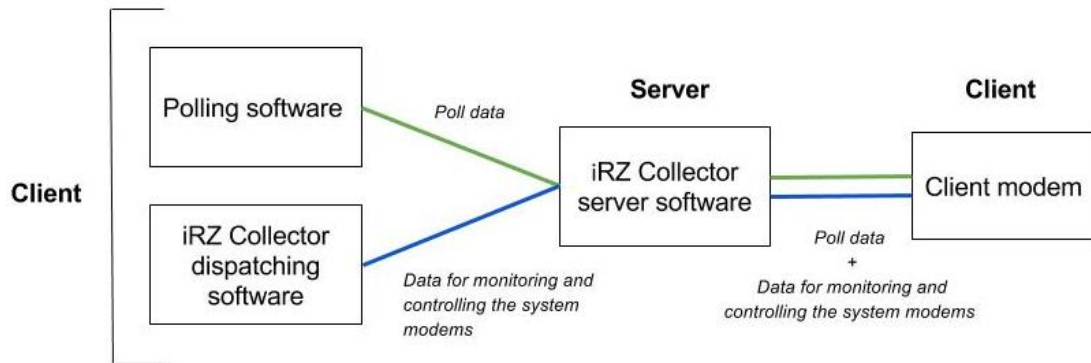 Client
Polling software
iRZ Collector
dispatching
software
Poll data
Data for monitoring and
controlling the system
modems
Server
iRZ Collector
server software
Poll data
+
Data for monitoring and
controlling the system modems
Client
Client modem